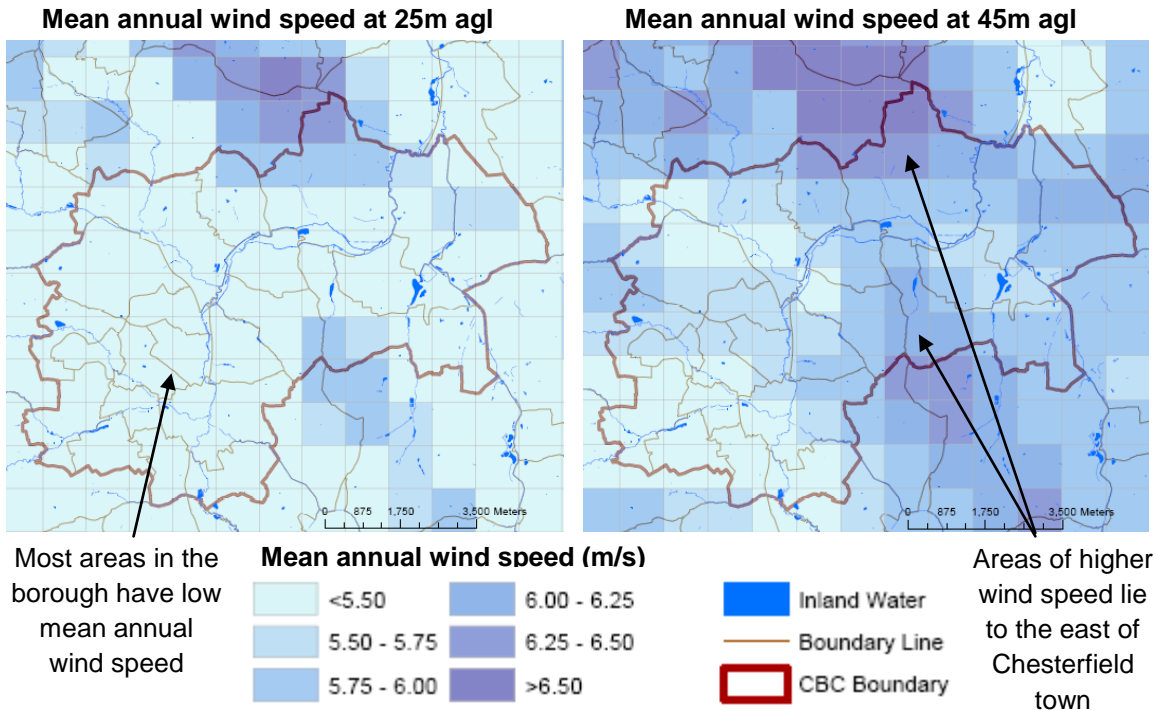 Mean annual wind speed at 25m agl
Mean annual wind speed at 45m agl
0 875 1,750 3,500 Meters
0 875 1,750 3,500 Meters
Most areas in the
borough have low
mean annual
wind speed
Mean annual wind speed (m/s)
<5.50
5.50 - 5.75
5.75 - 6.00
6.00 - 6.25
6.25 - 6.50
>6.50
Inland Water
Boundary Line
CBC Boundary
Areas of higher
wind speed lie
to the east of
Chesterfield
town